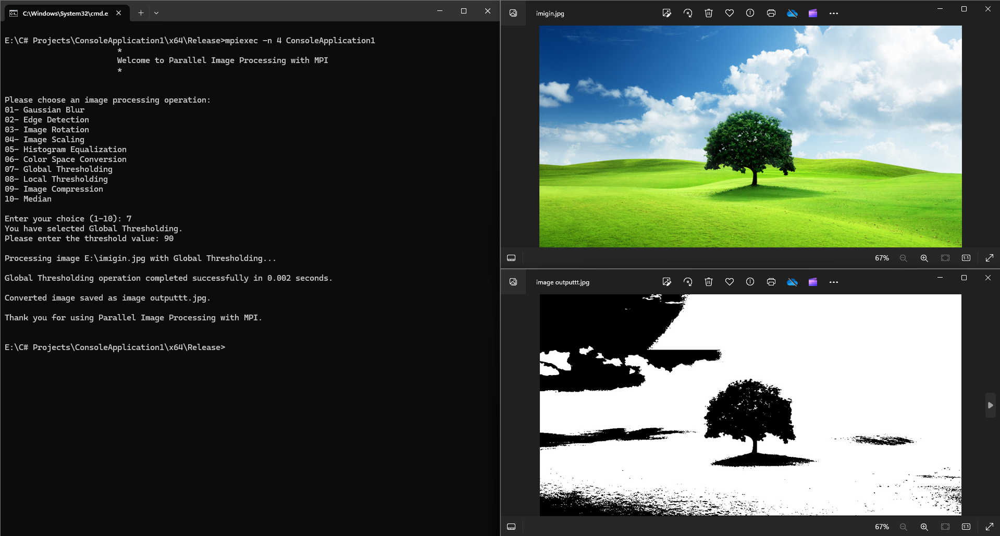 C:\Windows\System32\cmd.e
E:\C# Projects\ConsoleApplication1\x64\Release>mpiexec -n 4 ConsoleApplication1
*
Welcome to Parallel Image Processing with MPI
*
Please choose an image processing operation:
01- Gaussian Blur
02- Edge Detection
03- Image Rotation
04- Image Scaling
05- Histogram Equalization
06- Color Space Conversion
07- Global Thresholding
08- Local Thresholding
09- Image Compression
10- Median
Enter your choice (1-10): 7
You have selected Global Thresholding.
Please enter the threshold value: 90
Processing image E:\imigin.jpg with Global Thresholding...
Global Thresholding operation completed successfully in 0.002 seconds.
Converted image saved as image outputtt.jpg.
Thank you for using Parallel Image Processing with MPI.
E:\C# Projects\ConsoleApplication1\x64\Release>
imigin.jpg
67%
1:1
image outputtt.jpg
67%
1:1